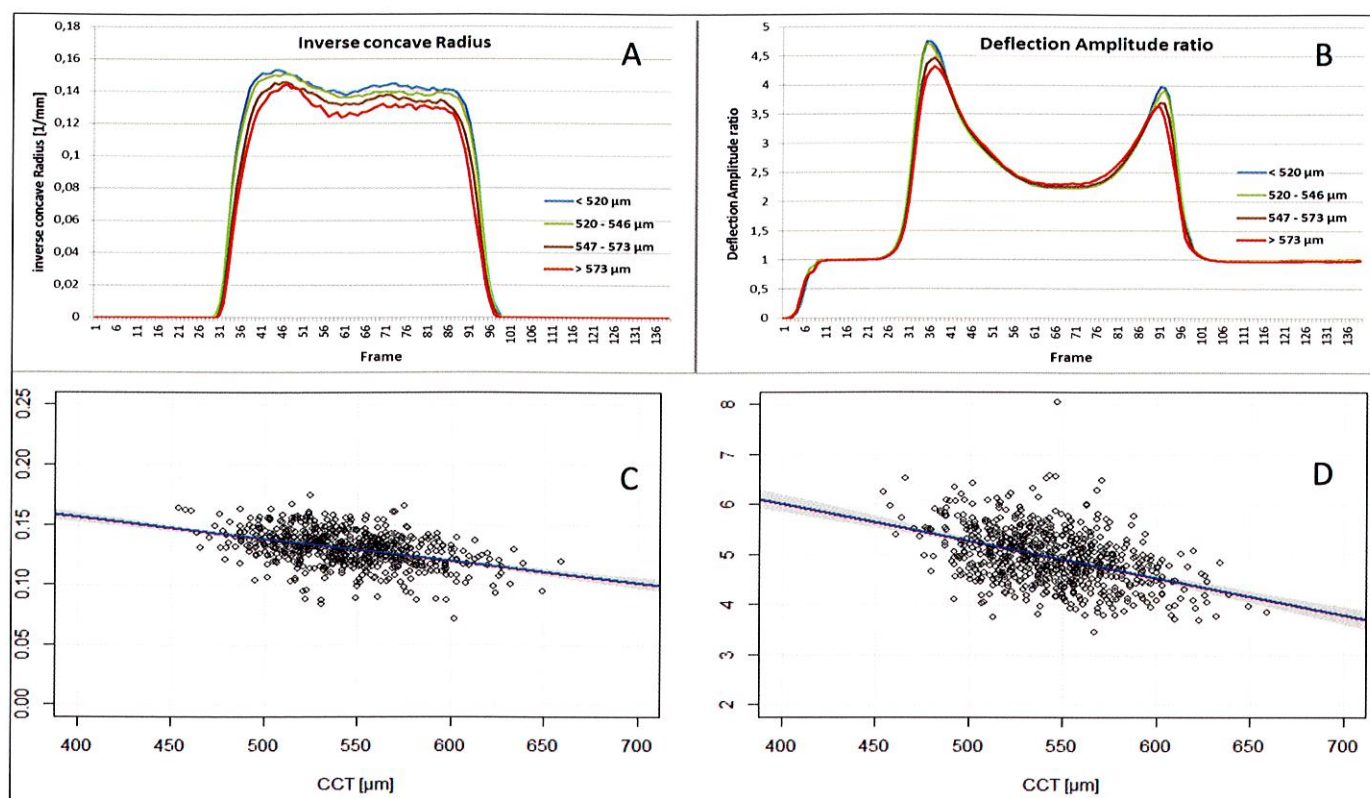 Inverse concave Radius
A
inverse concave Radius [1/mm]
0,18
0,16
0,14
0,12
0,1
0,08
0,06
0,04
0,02
0
< 520 µm
520 - 546 µm
547 - 573 µm
> 573 µm
1 6 11 16 21 26 31 36 41 46 51 56 61 66 71 76 81 86 91 96 101 106 111 116 121 126 131 136
Frame
Deflection Amplitude ratio
B
Deflection Amplitude ratio
5
4,5
4
3,5
3
2,5
2
1,5
1
0,5
0
< 520 µm
520 - 546 µm
547 - 573 µm
> 573 µm
1 6 11 16 21 26 31 36 41 46 51 56 61 66 71 76 81 86 91 96 101 106 111 116 121 126 131 136
Frame
C
0.25
0.20
0.15
0.10
0.05
0.00
400 450 500 550 600 650 700
CCT [µm]
D
8
7
6
5
4
3
2
400 450 500 550 600 650 700
CCT [µm]